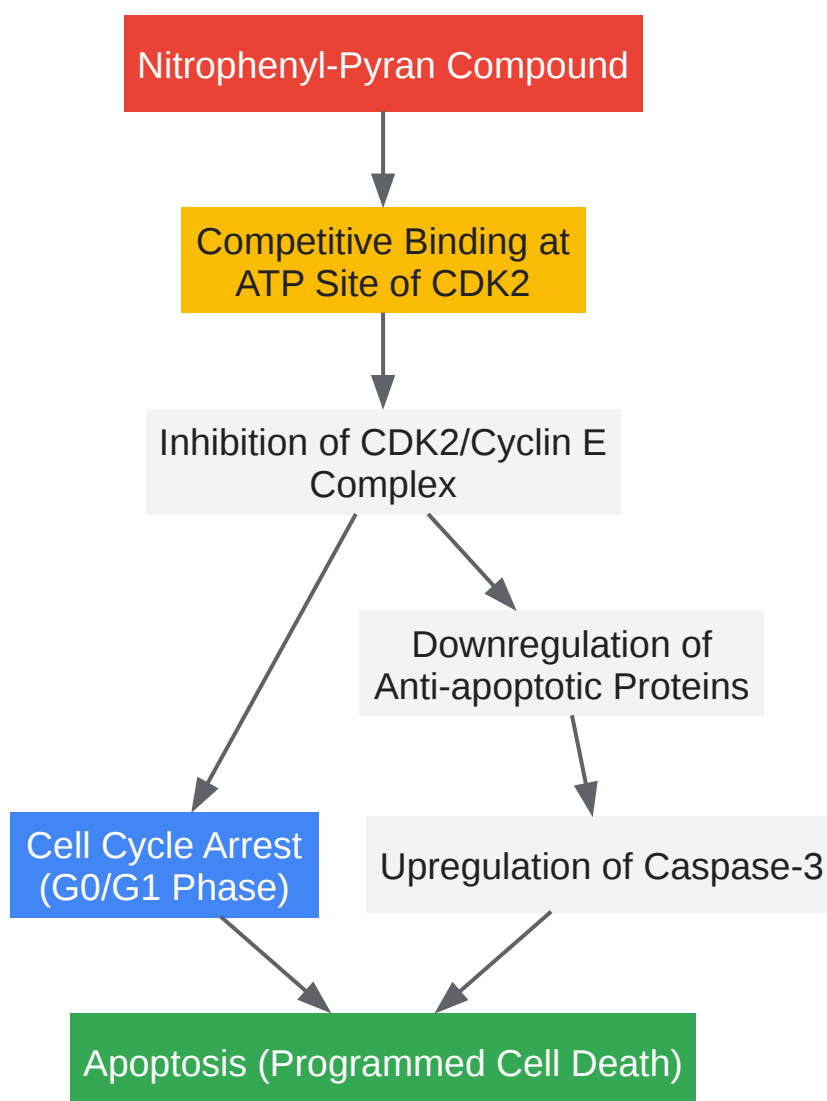 Nitrophenyl-Pyran Compound
Competitive Binding at
ATP Site of CDK2
Inhibition of CDK2/Cyclin E
Complex
Downregulation of
Anti-apoptotic Proteins
Cell Cycle Arrest
(G0/G1 Phase)
Upregulation of Caspase-3
Apoptosis (Programmed Cell Death)